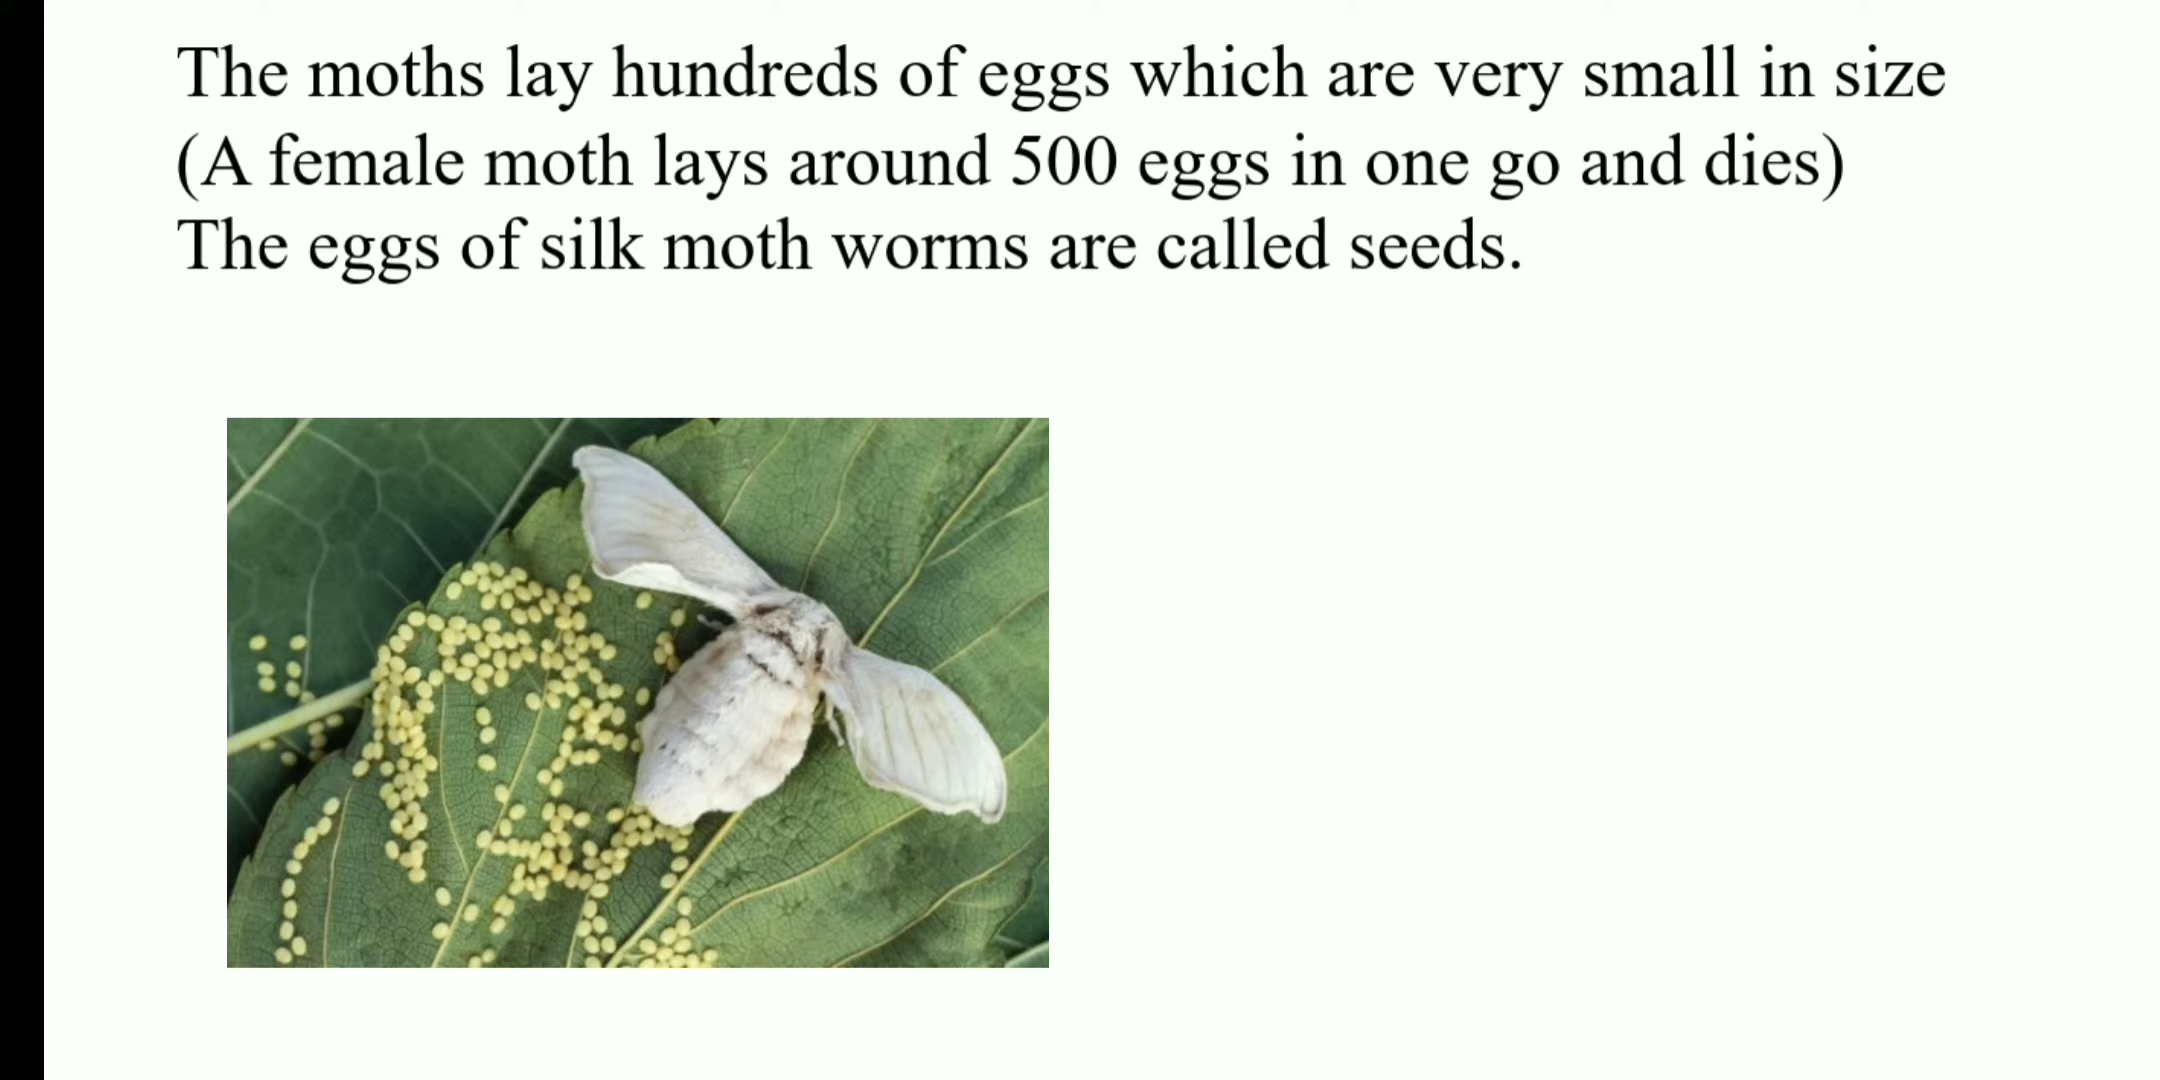 The moths lay hundreds of eggs which are very small in size
(A female moth lays around 500 eggs in one go and dies)
The eggs of silk moth worms are called seeds.